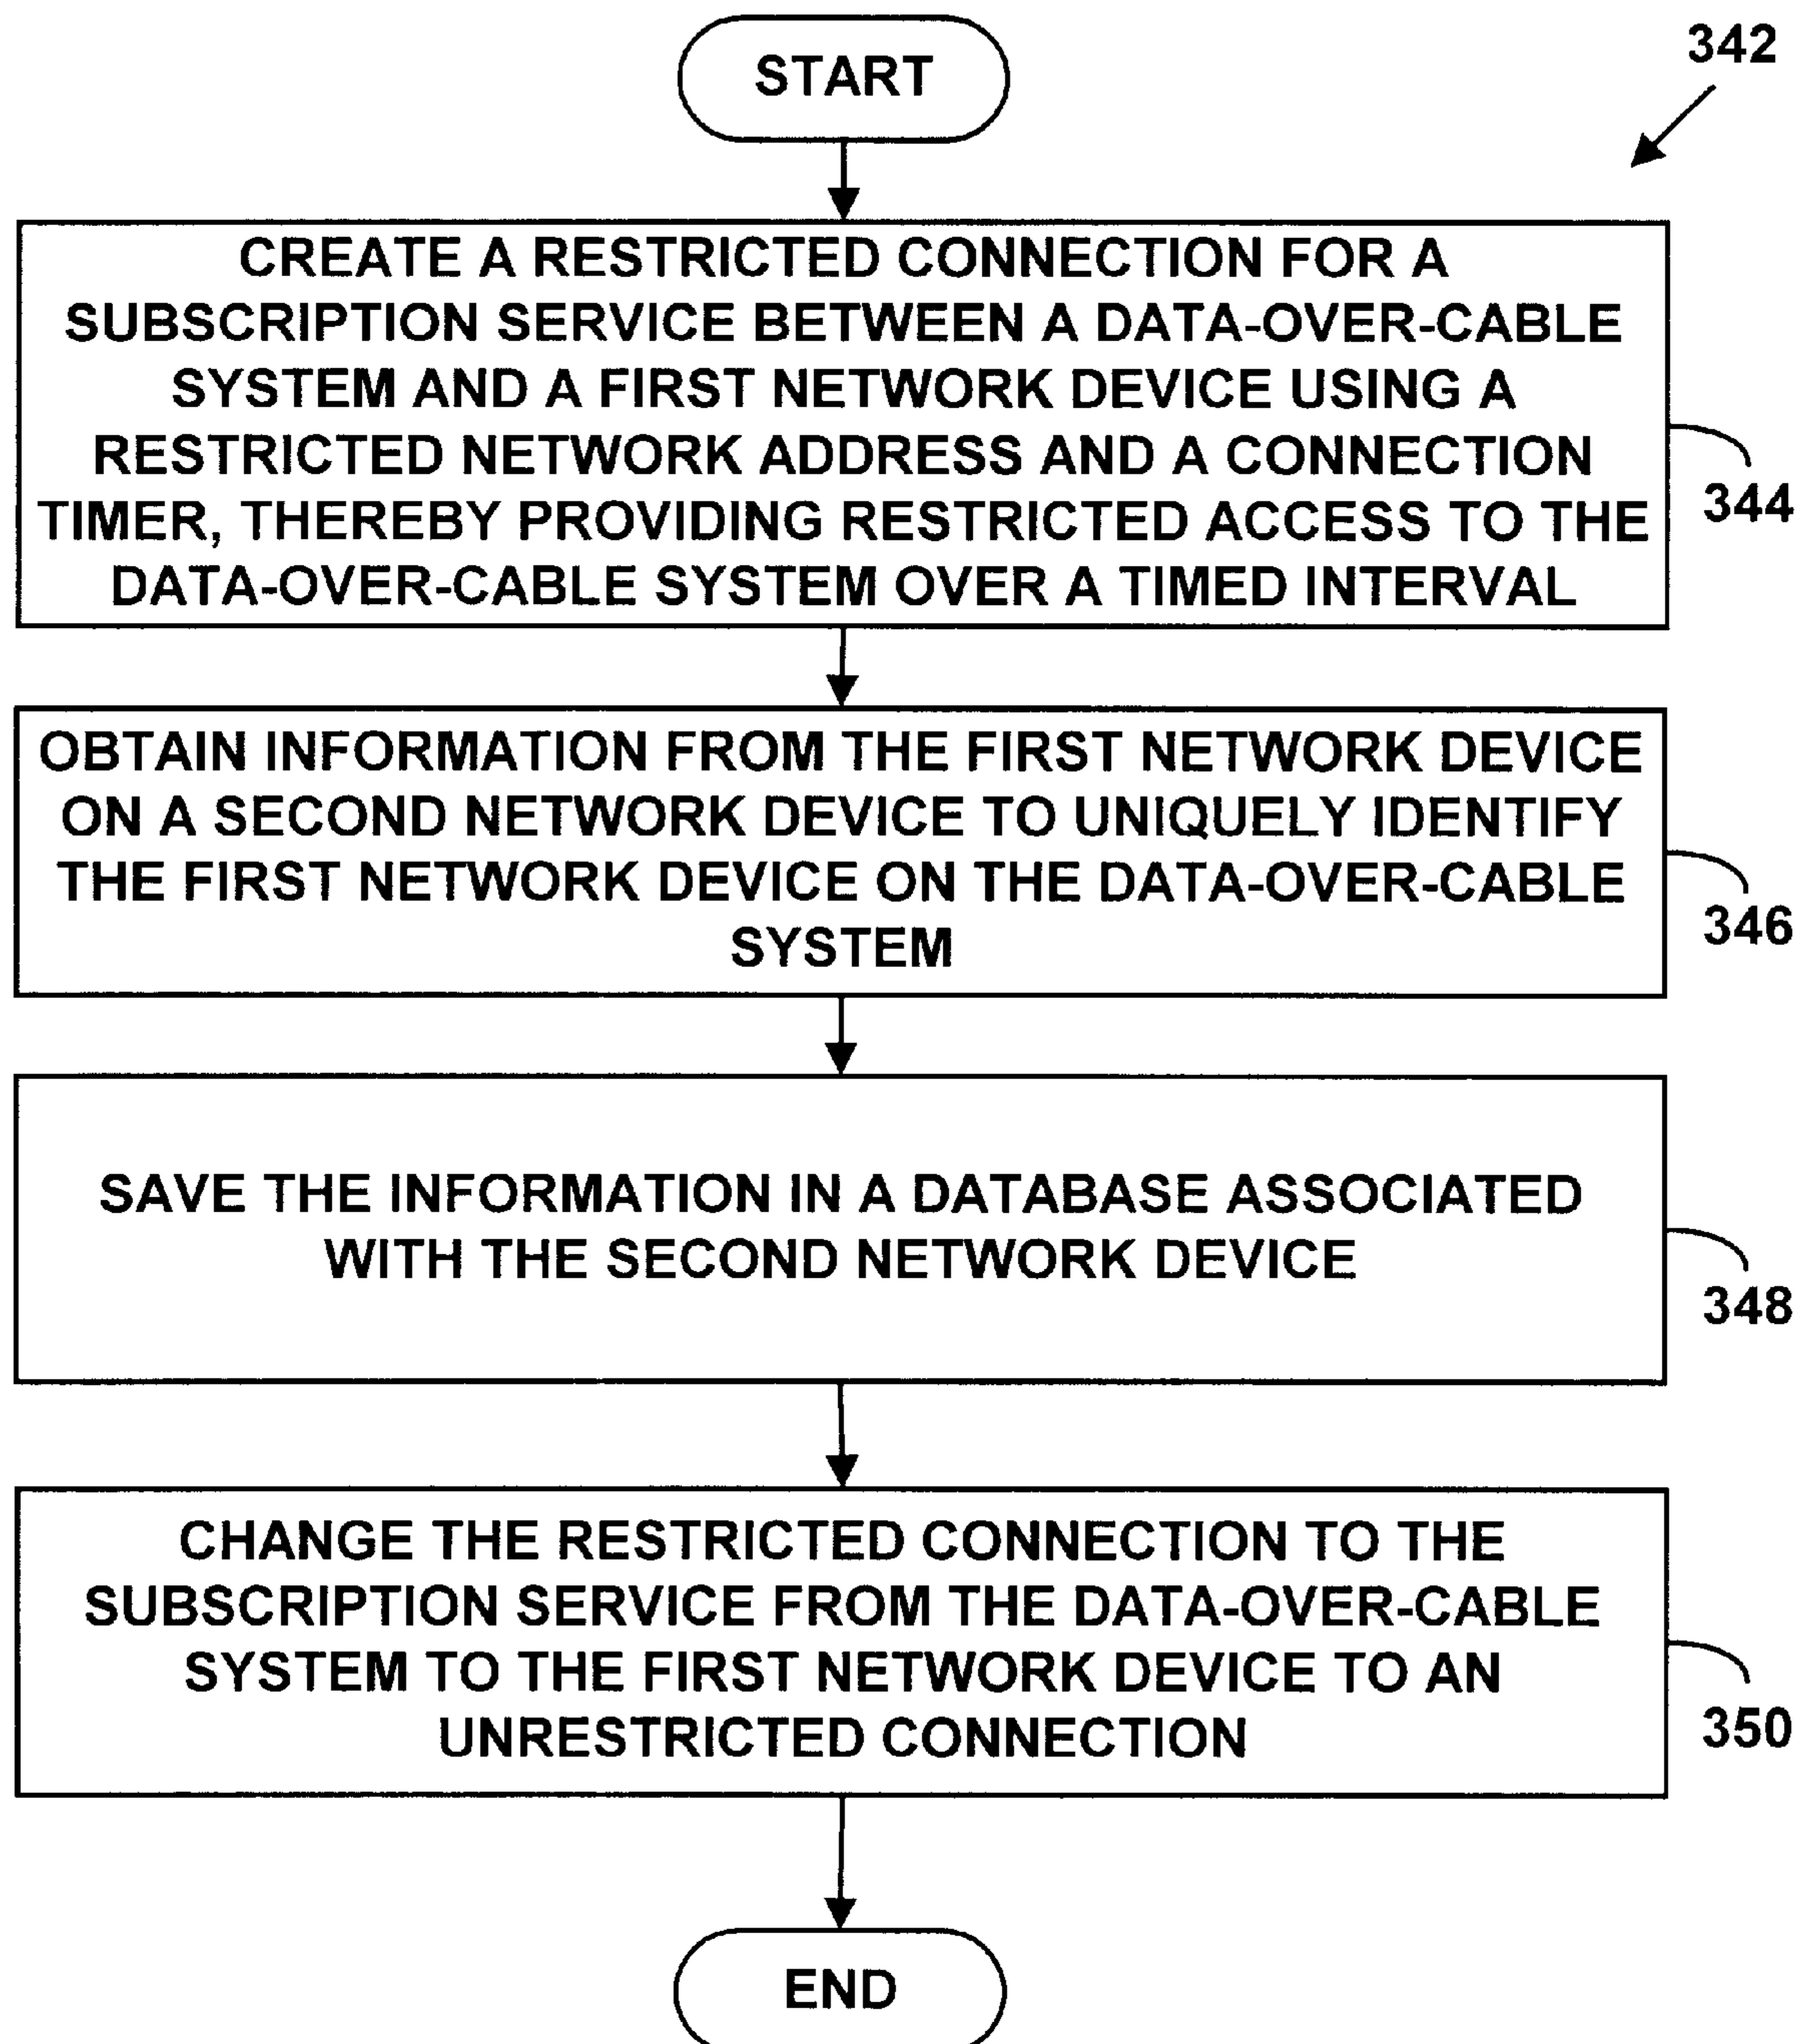 START
342
CREATE A RESTRICTED CONNECTION FOR A
SUBSCRIPTION SERVICE BETWEEN A DATA-OVER-CABLE
SYSTEM AND A FIRST NETWORK DEVICE USING A
RESTRICTED NETWORK ADDRESS AND A CONNECTION
TIMER, THEREBY PROVIDING RESTRICTED ACCESS TO THE
DATA-OVER-CABLE SYSTEM OVER A TIMED INTERVAL
344
OBTAIN INFORMATION FROM THE FIRST NETWORK DEVICE
ON A SECOND NETWORK DEVICE TO UNIQUELY IDENTIFY
THE FIRST NETWORK DEVICE ON THE DATA-OVER-CABLE
SYSTEM
346
SAVE THE INFORMATION IN A DATABASE ASSOCIATED
WITH THE SECOND NETWORK DEVICE
348
CHANGE THE RESTRICTED CONNECTION TO THE
SUBSCRIPTION SERVICE FROM THE DATA-OVER-CABLE
SYSTEM TO THE FIRST NETWORK DEVICE TO AN
UNRESTRICTED CONNECTION
350
END